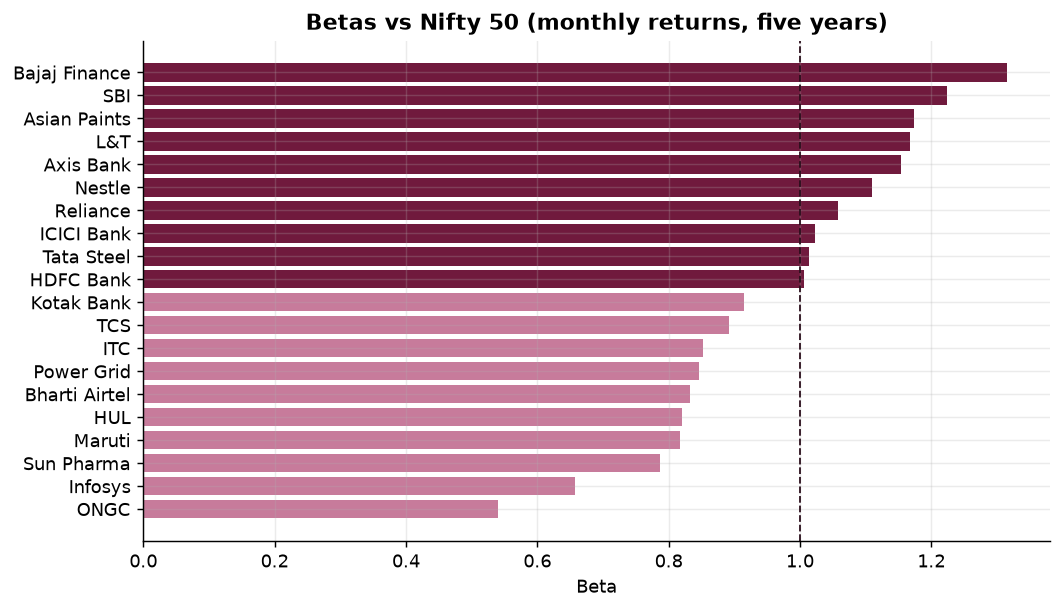 Betas vs Nifty 50 (monthly returns, five years)
Bajaj Finance
SBI
Asian Paints
L&T
Axis Bank
Nestle
Reliance
ICICI Bank
Tata Steel
HDFC Bank
Kotak Bank
TCS
ITC
Power Grid
Bharti Airtel
HUL
Maruti
Sun Pharma
Infosys
ONGC
0.0 0.2 0.4 0.6 0.8 1.0 1.2
Beta